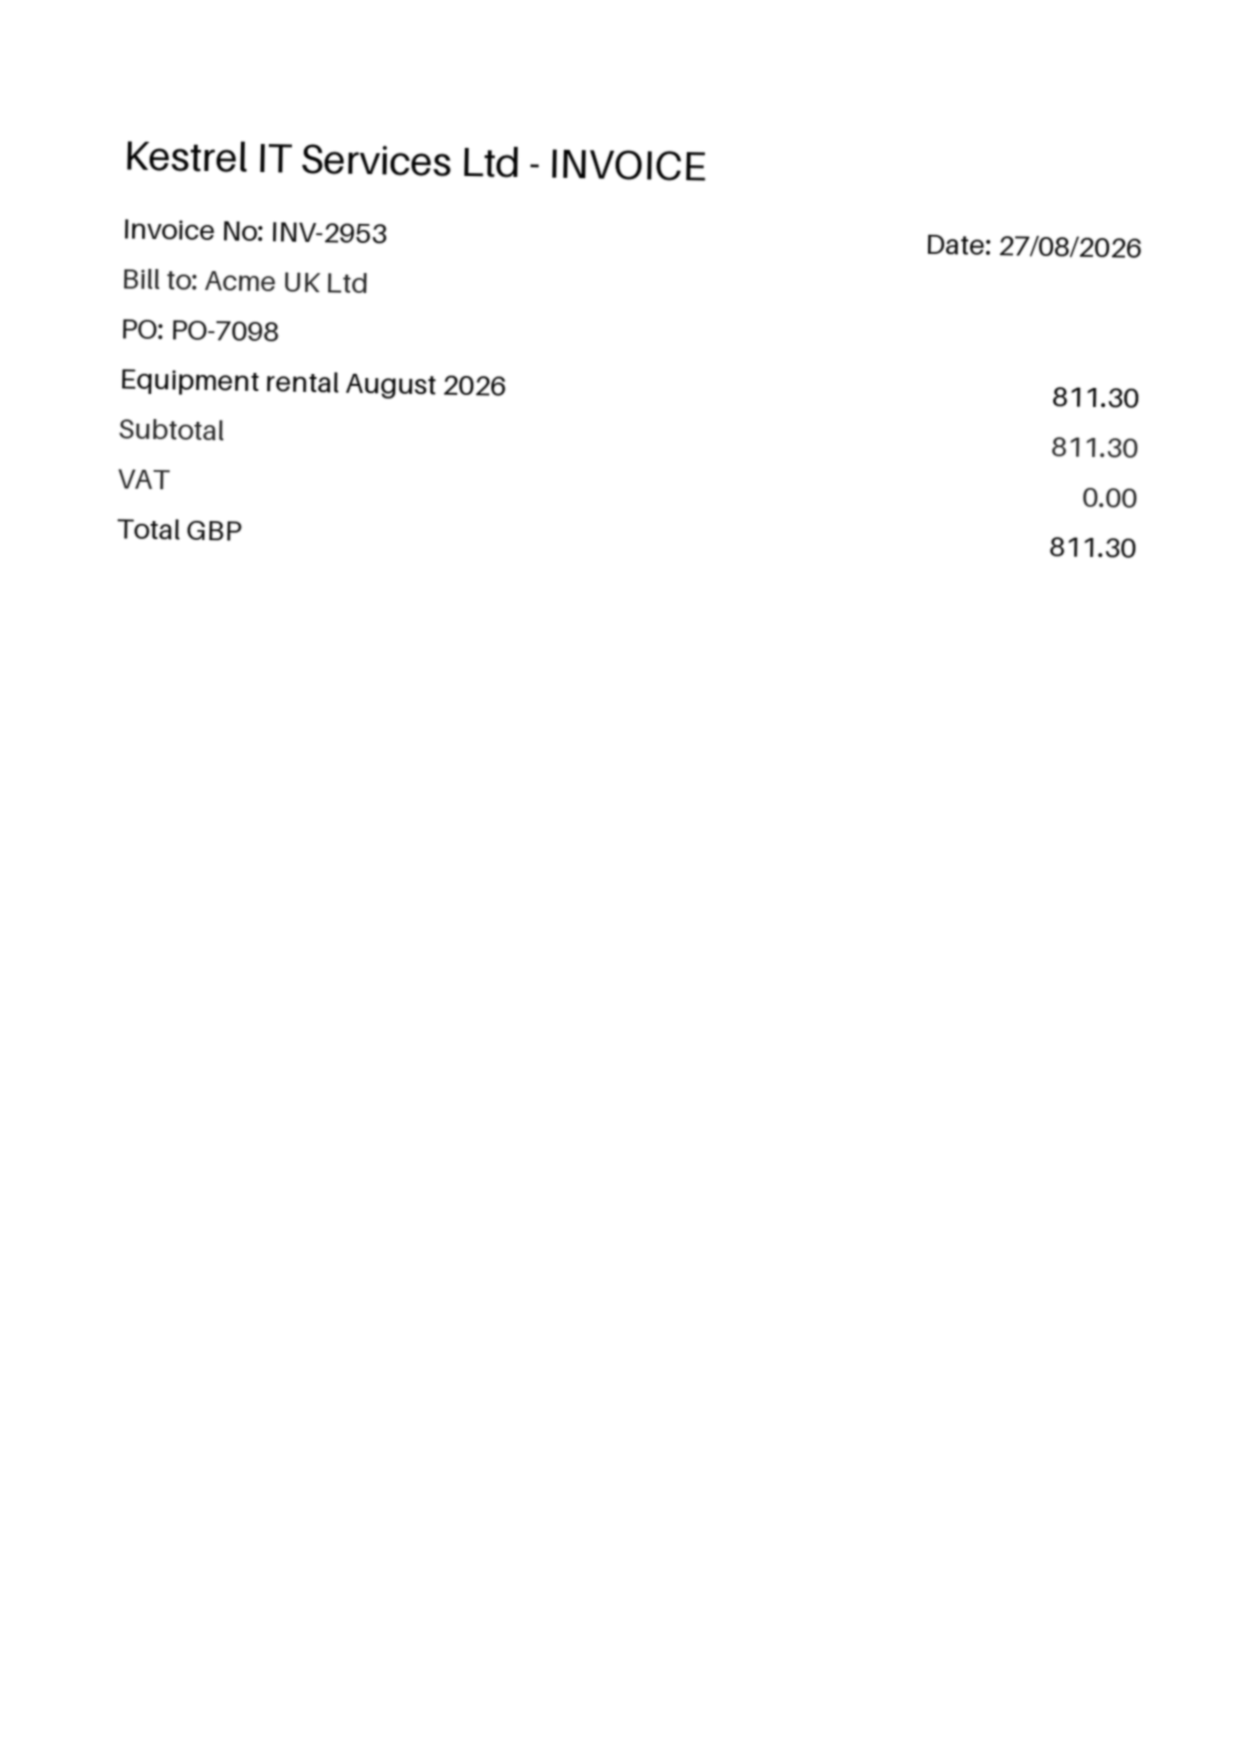 Kestrel IT Services Ltd - INVOICE
Invoice No: INV-2953 Date: 27/08/2026
Bill to: Acme UK Ltd
PO: PO-7098
Equipment rental August 2026 811.30
Subtotal 811.30
VAT 0.00
Total GBP 811.30